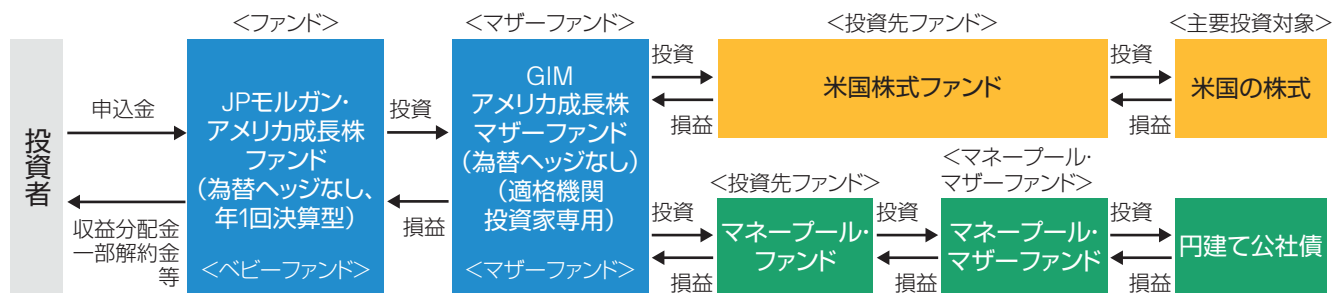 投資者
申込金
収益分配金
一部解約金
等
<ファンド>
JPモルガン・
アメリカ成長株
ファンド
(為替ヘッジなし、
年1回決算型)
<ベビーファンド>
投資
損益
<マザーファンド>
GIM
アメリカ成長株
マザーファンド
(為替ヘッジなし)
(適格機関
投資家専用)
<マザーファンド>
投資
損益
<投資先ファンド>
米国株式ファンド
投資
損益
<主要投資対象>
米国の株式
投資
損益
<投資先ファンド>
マネープール・
ファンド
投資
損益
<マネープール・
マザーファンド>
マネープール・
マザーファンド
投資
損益
円建て公社債